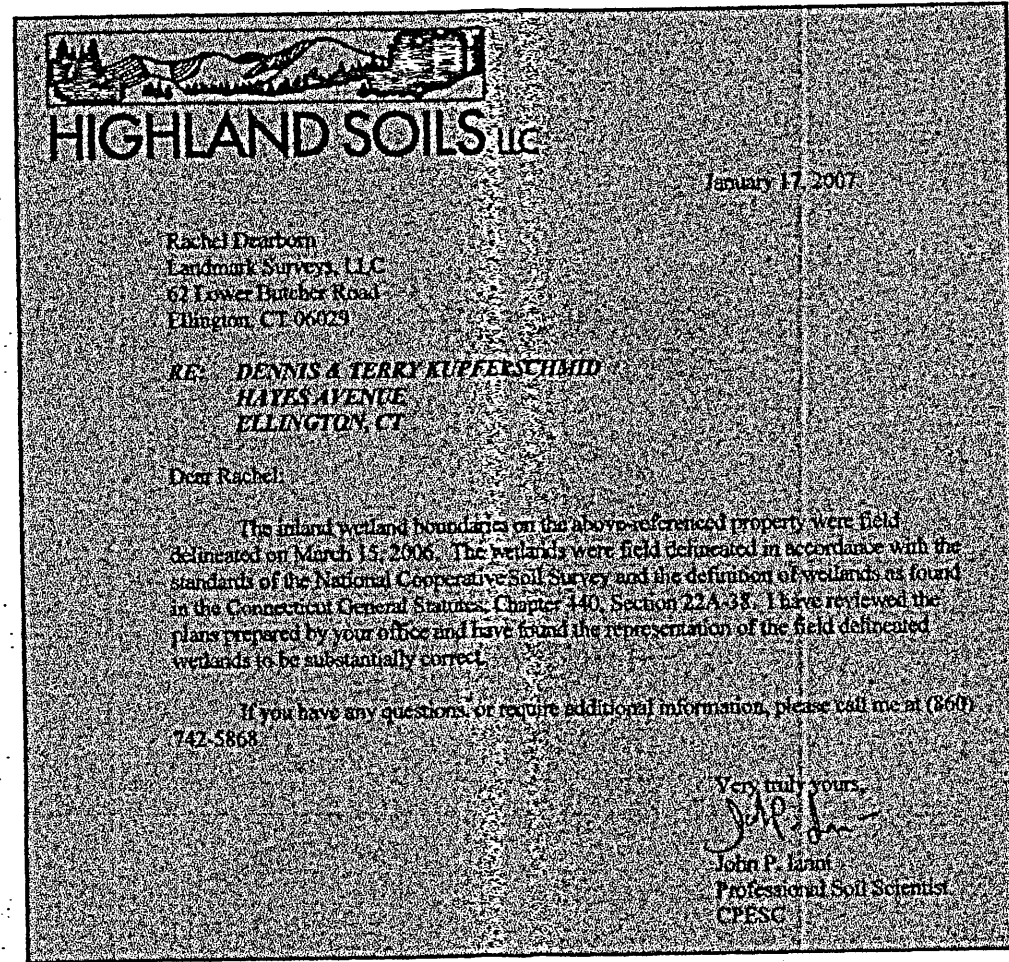 HIGHLAND SOILS LLC
January 17, 2007
Rachel Dearborn
Landmark Surveys, LLC
62 Lower Butcher Road
Ellington, CT 06029
RE: DENNIS & TERRY KUPFERSCHMID
HAYES AVENUE
ELLINGTON, CT
Dear Rachel:
The inland wetland boundaries on the above-referenced property were field
delineated on March 15, 2006. The wetlands were field delineated in accordance with the
standards of the National Cooperative Soil Survey and the definition of wetlands as found
in the Connecticut General Statutes, Chapter 440, Section 22A-38. I have reviewed the
plans prepared by your office and have found the representation of the field delineated
wetlands to be substantially correct.
If you have any questions, or require additional information, please call me at (860)
742-5868
Very truly yours,
John P. Ianni
Professional Soil Scientist
CPESC